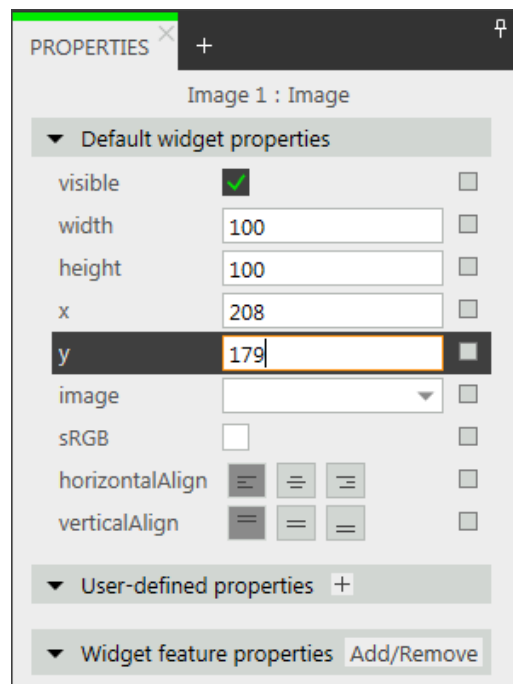 PROPERTIES +
Image 1 : Image
Default widget properties
visible
width 100
height 100
x 208
y 179
image
sRGB
horizontalAlign
verticalAlign
User-defined properties +
Widget feature properties Add/Remove